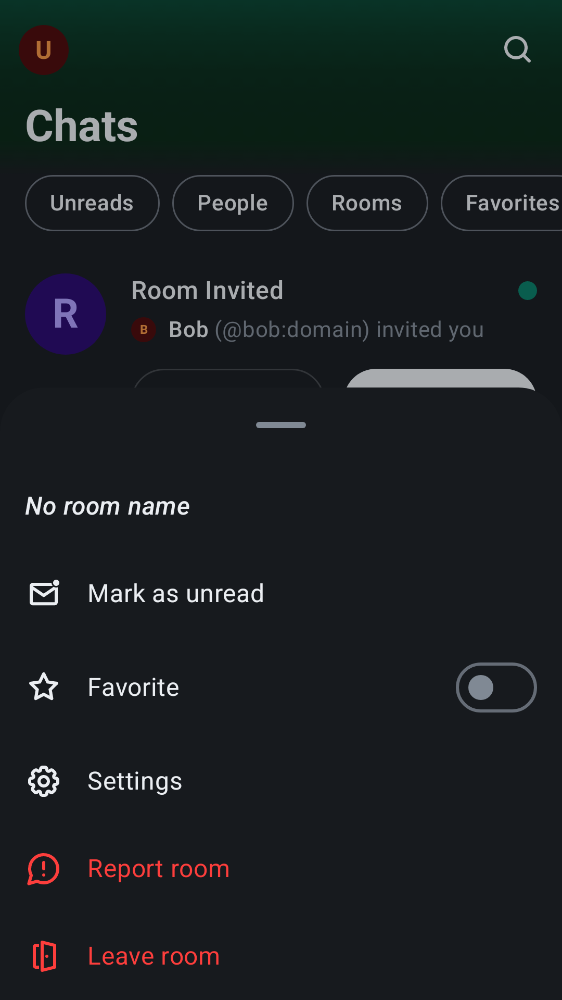 U
Chats
Unreads People Rooms Favorites
R
Room Invited
B Bob (@bob:domain) invited you
No room name
Mark as unread
Favorite
Settings
Report room
Leave room